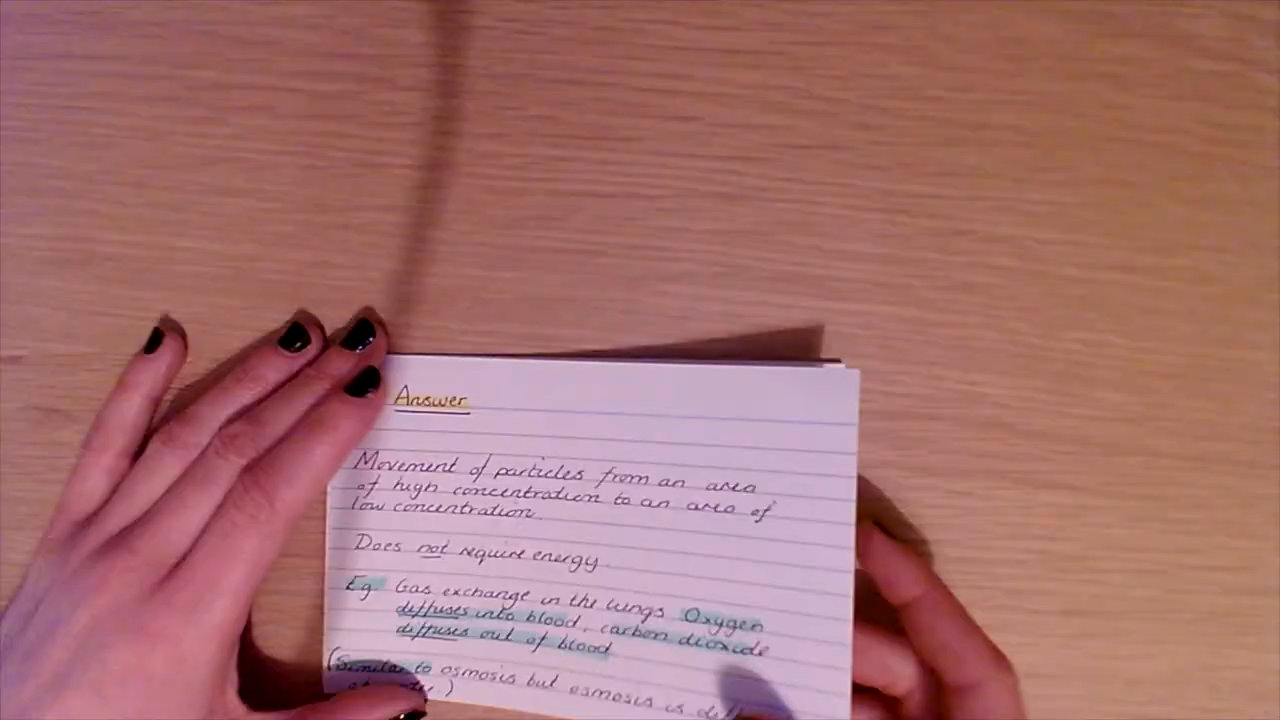 Answer
Movement of particles from an area
of high concentration to an area of
low concentration.
Does not require energy.
Eg. Gas exchange in the lungs. Oxygen
diffuses into blood, carbon dioxide
diffuses out of blood.
(Similar to osmosis but osmosis is
)